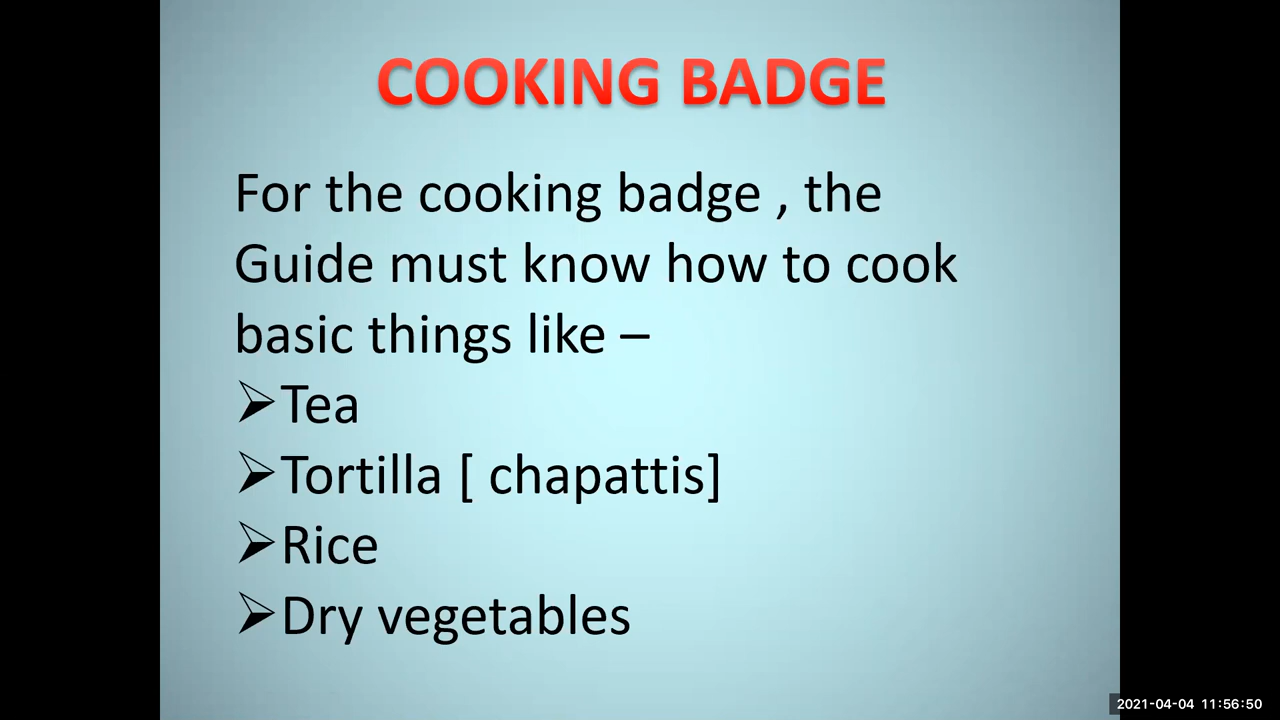 COOKING BADGE
For the cooking badge , the
Guide must know how to cook
basic things like –
➢Tea
➢Tortilla [ chapattis]
➢Rice
➢Dry vegetables
2021-04-04 11:56:50